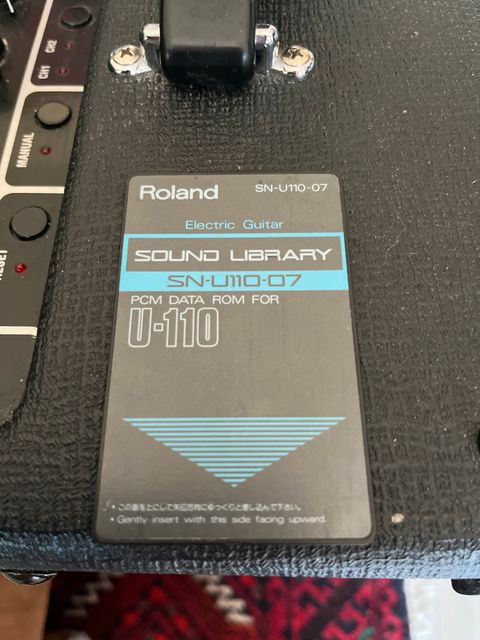 CH1
CH2
MANUAL
Roland
SN-U110-07
Electric Guitar
SOUND LIBRARY
SN-U110-07
PCM DATA ROM FOR
U-110
・この面を上にして矢印方向にゆっくりと差し込んで下さい。
• Gently insert with this side facing upward.